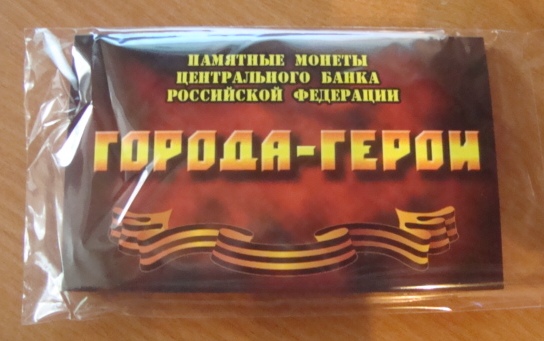 ПАМЯТНЫЕ МОНЕТЫ
ЦЕНТРАЛЬНОГО БАНКА
РОССИЙСКОЙ ФЕДЕРАЦИИ
ГОРОДА-ГЕРОИ